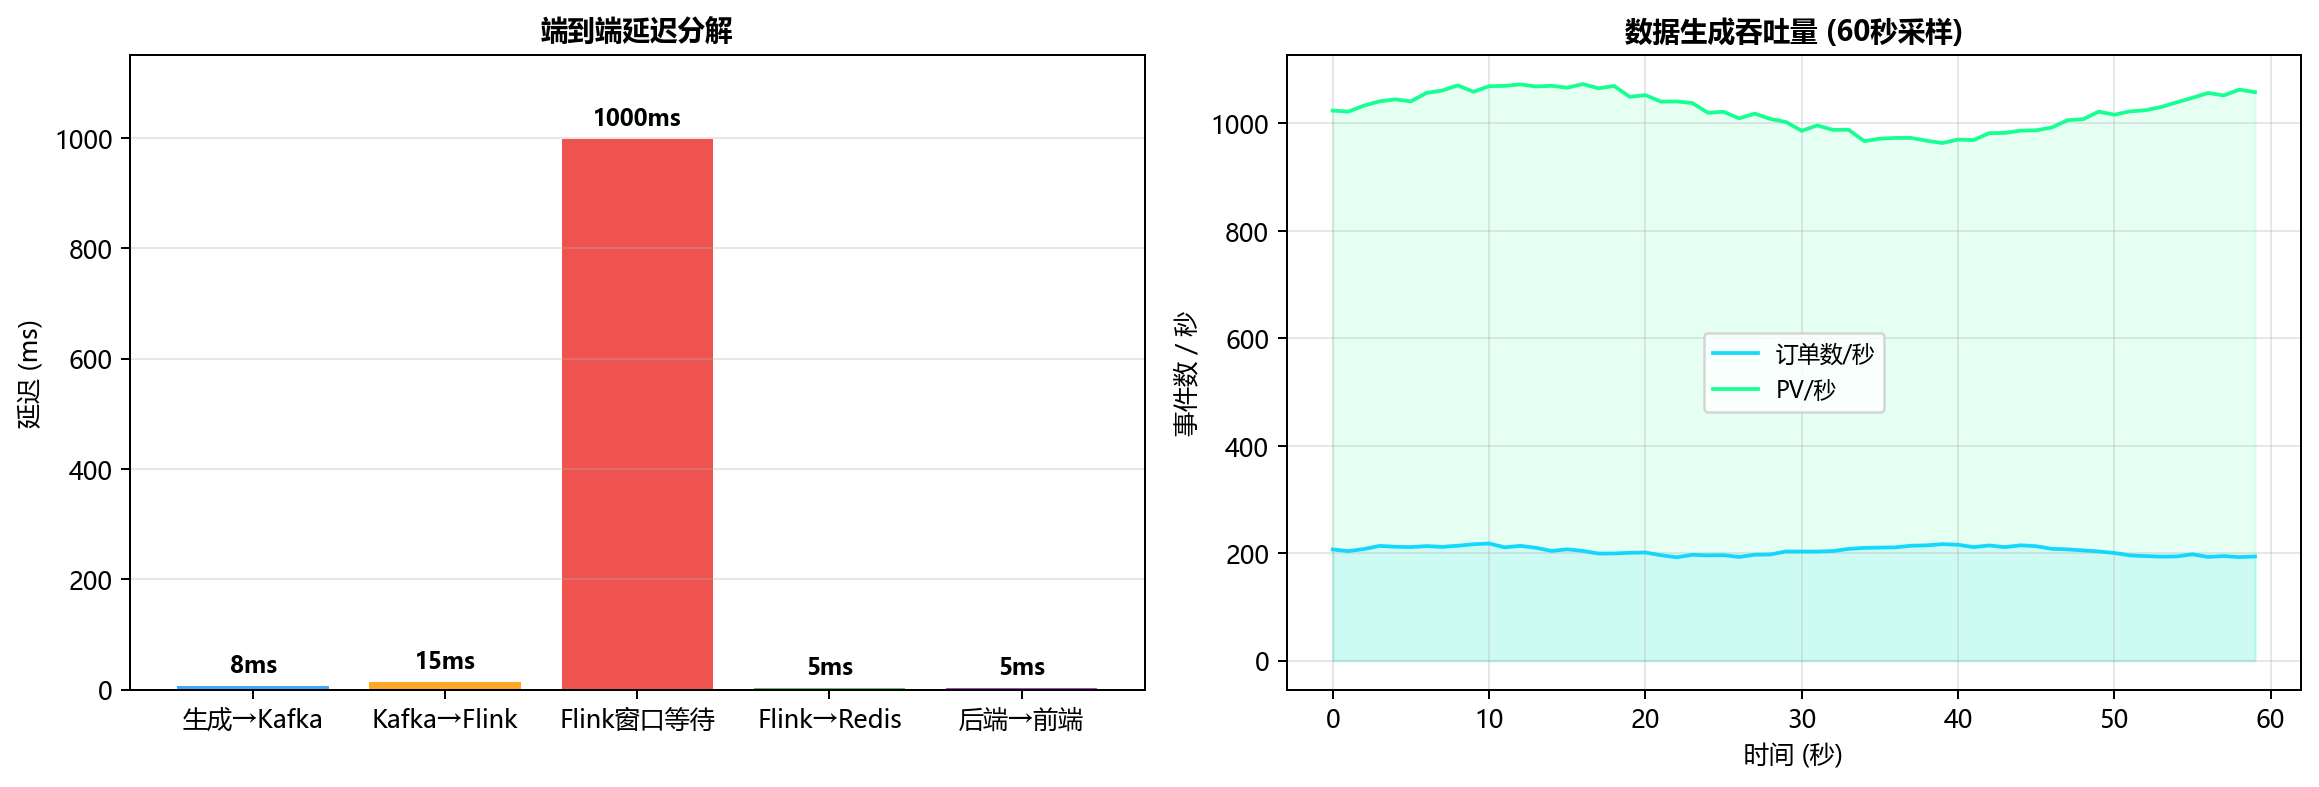 端到端延迟分解
延迟 (ms)
1000
800
600
400
200
0
8ms
15ms
1000ms
5ms
5ms
生成→Kafka
Kafka→Flink
Flink窗口等待
Flink→Redis
后端→前端
数据生成吞吐量 (60秒采样)
事件数 / 秒
1000
800
600
400
200
0
订单数/秒
PV/秒
0
10
20
30
40
50
60
时间 (秒)